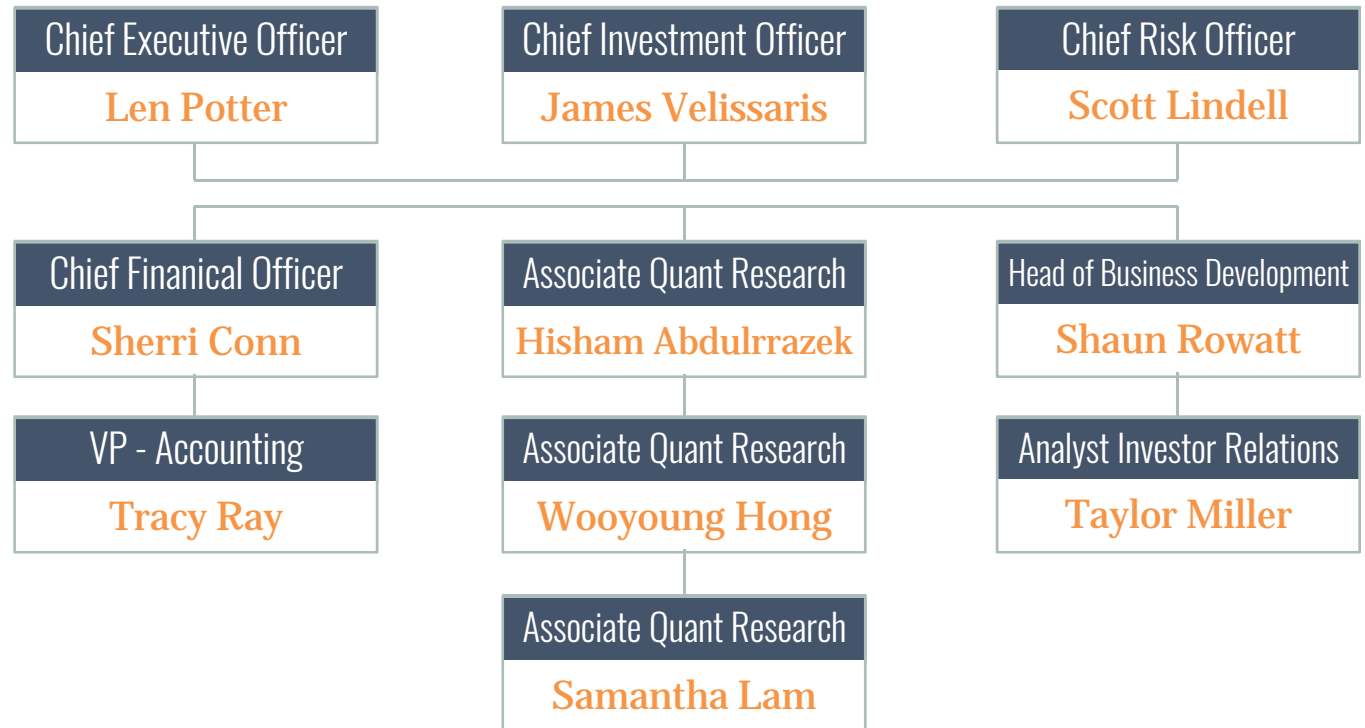 Chief Executive Officer
Len Potter
Chief Investment Officer
James Velissaris
Chief Risk Officer
Scott Lindell
Chief Finanical Officer
Sherri Conn
Associate Quant Research
Hisham Abdulrrazek
Head of Business Development
Shaun Rowatt
VP - Accounting
Tracy Ray
Associate Quant Research
Wooyoung Hong
Analyst Investor Relations
Taylor Miller
Associate Quant Research
Samantha Lam